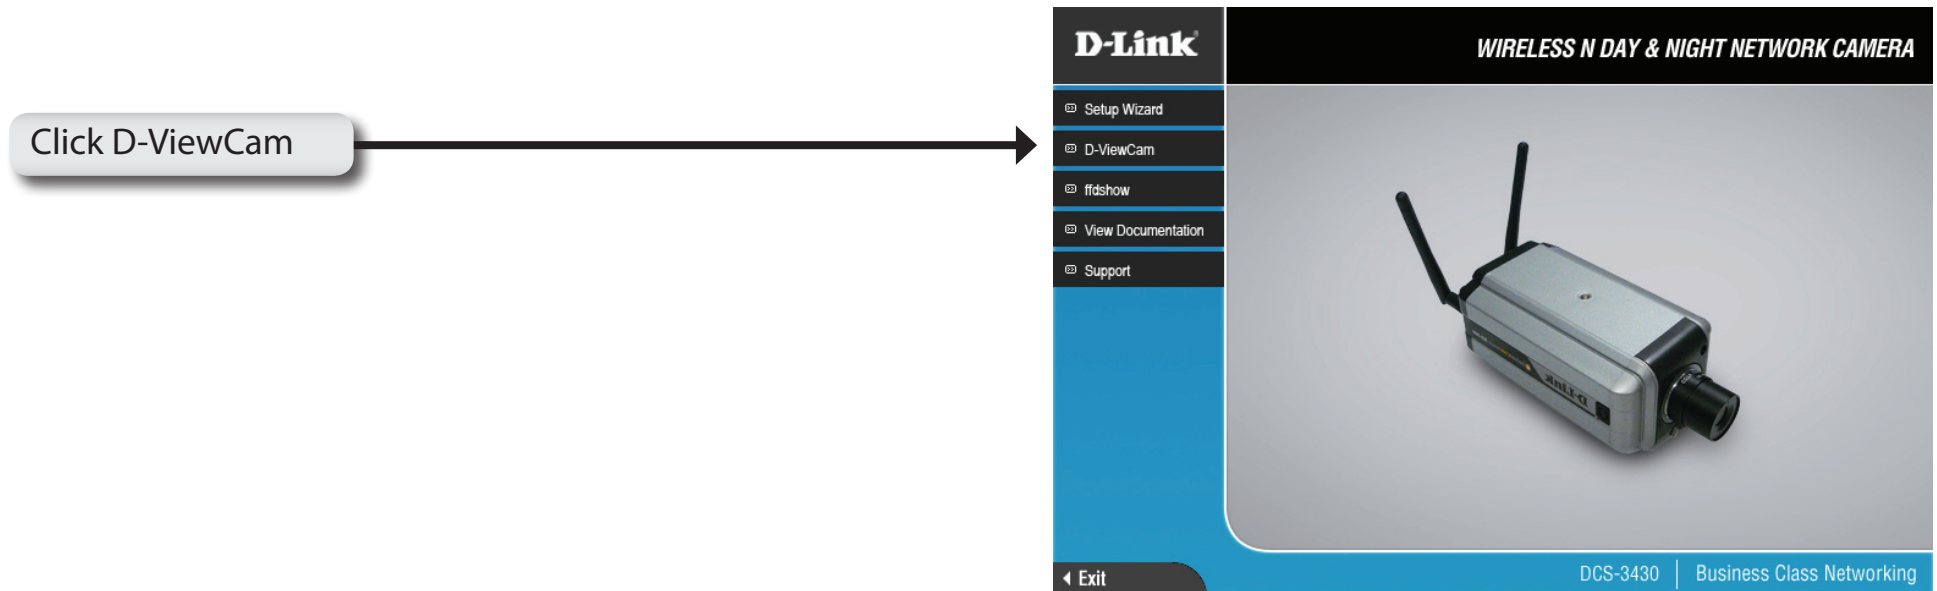 Click D-ViewCam
D-Link
WIRELESS N DAY & NIGHT NETWORK CAMERA
Setup Wizard
D-ViewCam
ffdshow
View Documentation
Support
D-Link
Exit
DCS-3430 | Business Class Networking